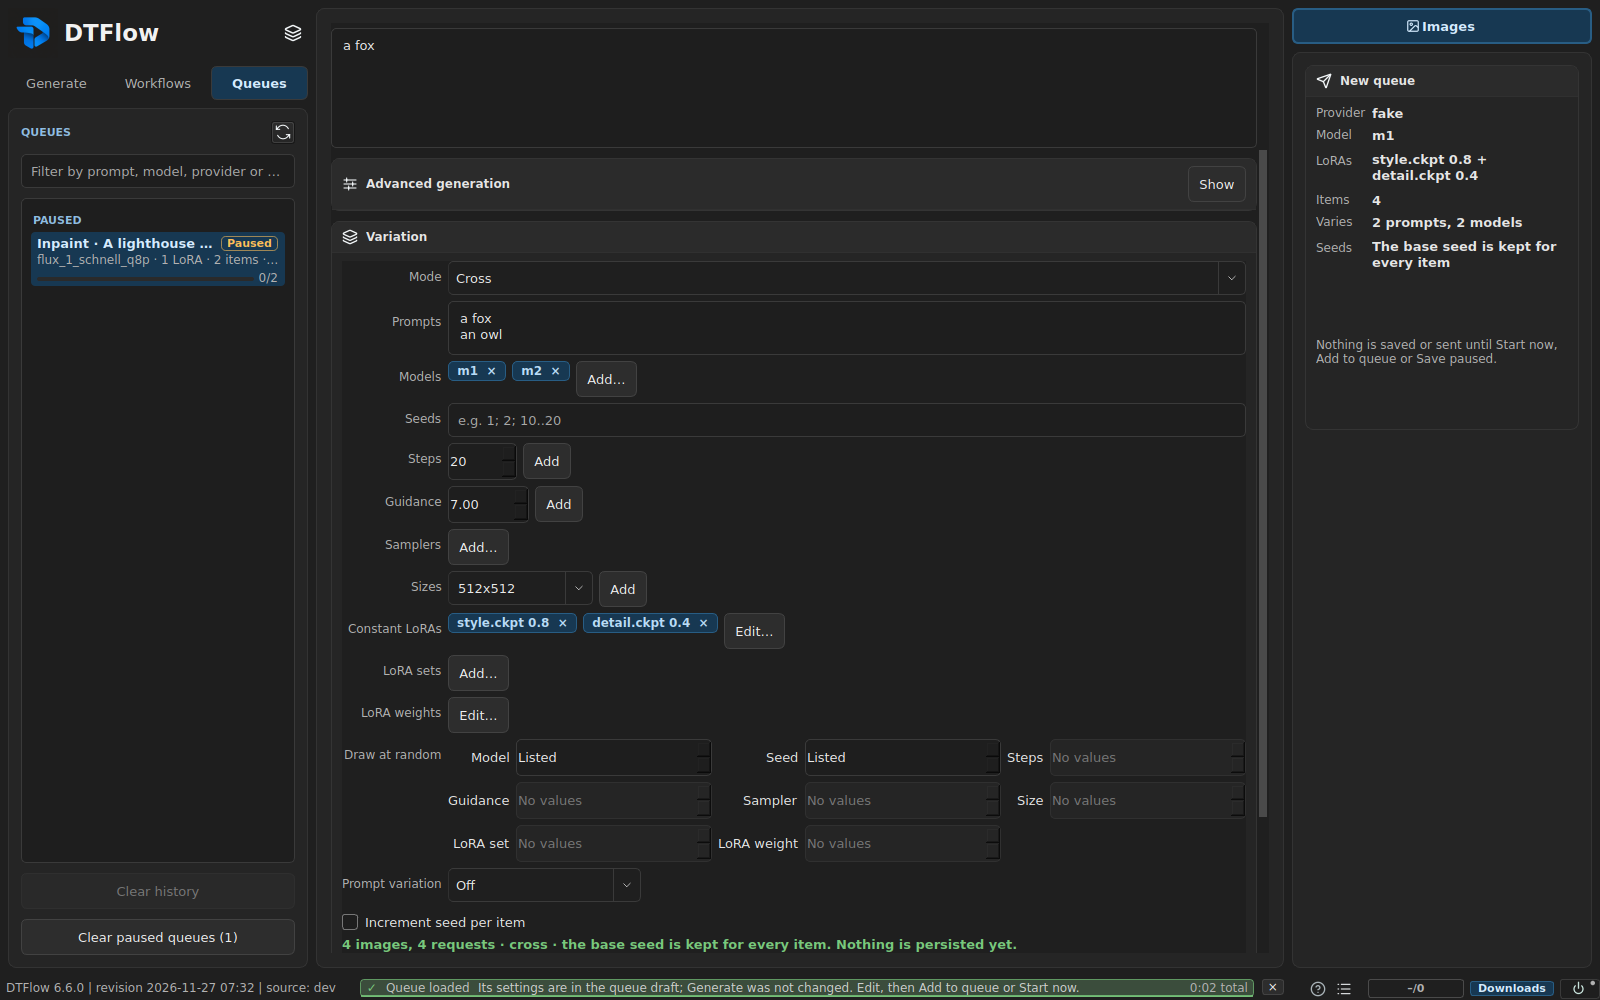 DTFlow
Generate
Workflows
Queues
QUEUES
Filter by prompt, model, provider or ...
PAUSED
Inpaint · A lighthouse ...
Paused
flux_1_schnell_q8p · 1 LoRA · 2 items ·...
0/2
Clear history
Clear paused queues (1)
a fox
Advanced generation
Show
Variation
Mode
Cross
Prompts
a fox
an owl
Models
m1 ×
m2 ×
Add...
Seeds
e.g. 1; 2; 10..20
Steps
20
Add
Guidance
7.00
Add
Samplers
Add...
Sizes
512x512
Add
Constant LoRAs
style.ckpt 0.8 ×
detail.ckpt 0.4 ×
Edit...
LoRA sets
Add...
LoRA weights
Edit...
Draw at random
Model
Listed
Seed
Listed
Steps
No values
Guidance
No values
Sampler
No values
Size
No values
LoRA set
No values
LoRA weight
No values
Prompt variation
Off
Increment seed per item
4 images, 4 requests · cross · the base seed is kept for every item. Nothing is persisted yet.
Images
New queue
Provider
fake
Model
m1
LoRAs
style.ckpt 0.8 +
detail.ckpt 0.4
Items
4
Varies
2 prompts, 2 models
Seeds
The base seed is kept for
every item
Nothing is saved or sent until Start now,
Add to queue or Save paused.
DTFlow 6.6.0 | revision 2026-11-27 07:32 | source: dev
✓ Queue loaded Its settings are in the queue draft; Generate was not changed. Edit, then Add to queue or Start now.
0:02 total
×
-/0
Downloads